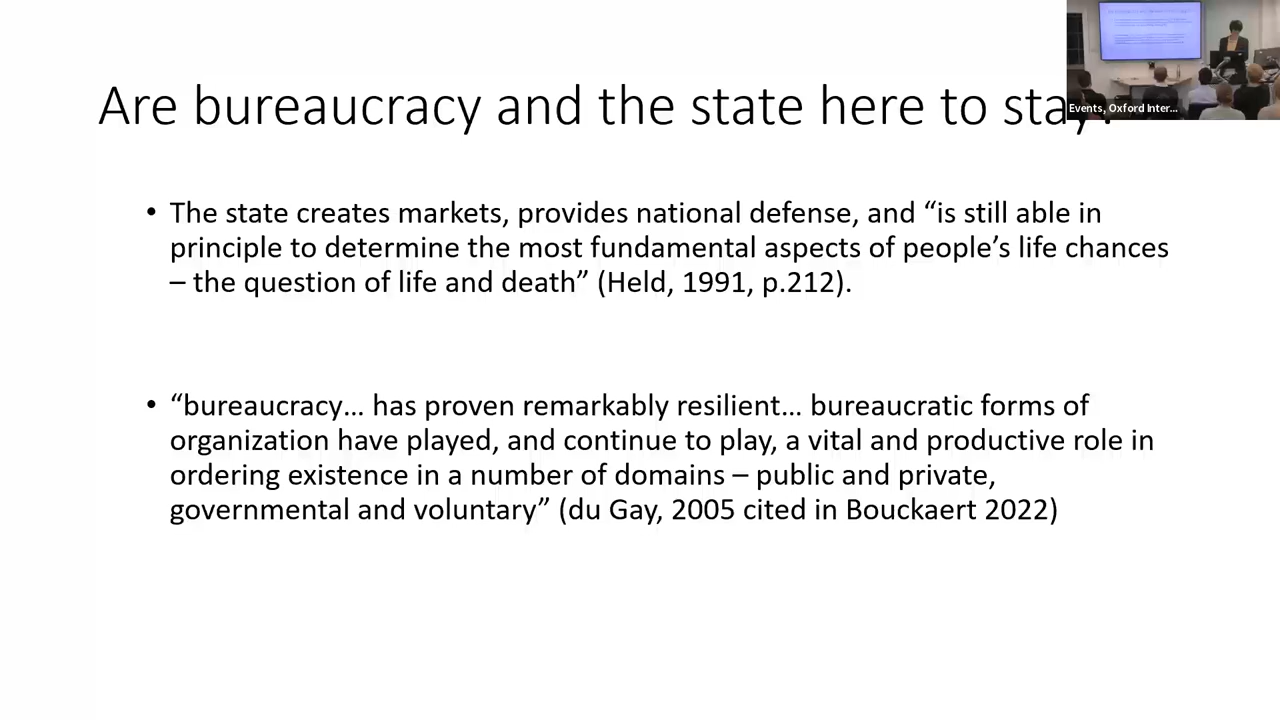 Are bureaucracy and the state here to stay?
Events, Oxford Inter...
• The state creates markets, provides national defense, and “is still able in
principle to determine the most fundamental aspects of people’s life chances
– the question of life and death” (Held, 1991, p.212).
• “bureaucracy… has proven remarkably resilient… bureaucratic forms of
organization have played, and continue to play, a vital and productive role in
ordering existence in a number of domains – public and private,
governmental and voluntary” (du Gay, 2005 cited in Bouckaert 2022)